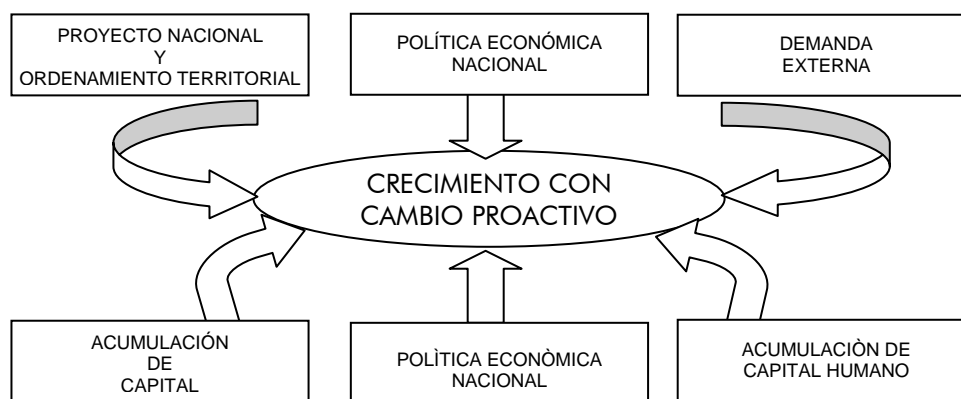 PROYECTO NACIONAL
Y
ORDENAMIENTO TERRITORIAL
POLÍTICA ECONÓMICA
NACIONAL
DEMANDA
EXTERNA
CRECIMIENTO CON
CAMBIO PROACTIVO
ACUMULACIÓN
DE
CAPITAL
POLÌTICA ECONÒMICA
NACIONAL
ACUMULACIÒN DE
CAPITAL HUMANO